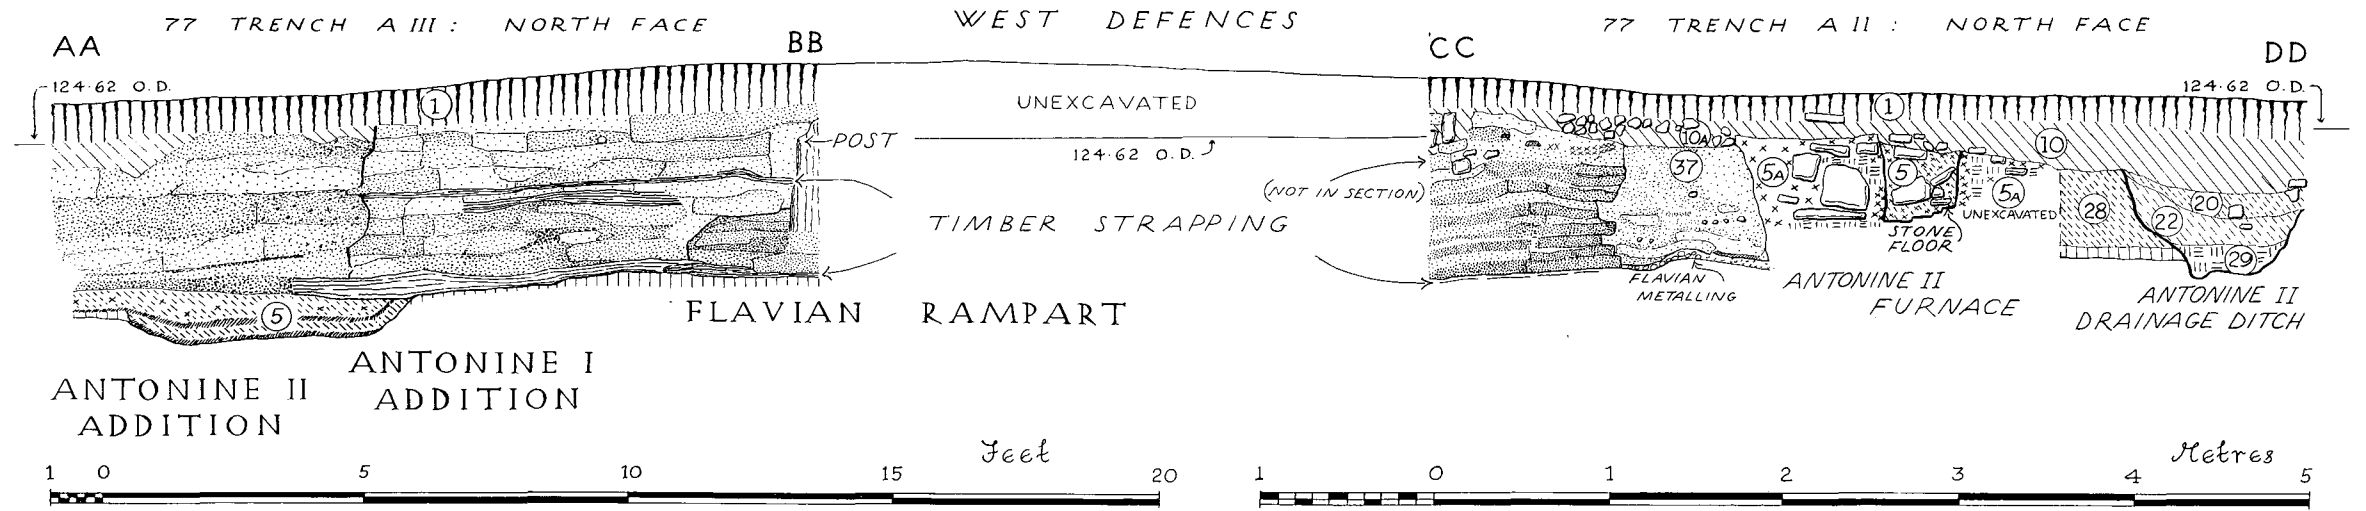 WEST DEFENCES
77 TRENCH A III : NORTH FACE
77 TRENCH A II : NORTH FACE
AA
BB
CC
DD
124·62 O.D.
124·62 O.D.
1
UNEXCAVATED
1
POST
124·62 O.D.
10A
10
37
5A
5
5A
(NOT IN SECTION)
UNEXCAVATED
28
22
20
29
TIMBER STRAPPING
STONE
FLOOR
FLAVIAN
METALLING
5
FLAVIAN RAMPART
ANTONINE II
FURNACE
ANTONINE II
DRAINAGE DITCH
ANTONINE I
ADDITION
ANTONINE II
ADDITION
Feet
1 0 5 10 15 20
Metres
1 0 1 2 3 4 5